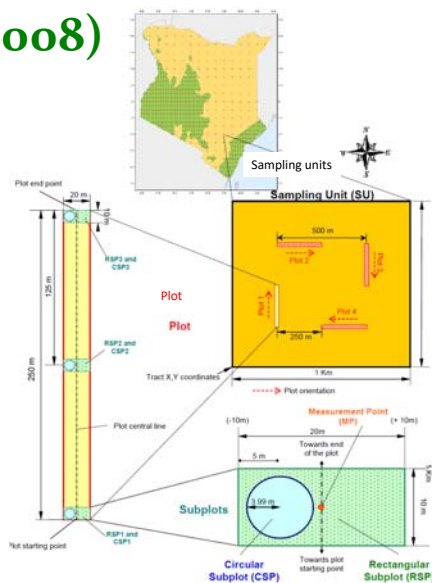 oo8)
Sampling units
N
Sampling Unit (SU)
20 m
Plot end point
10 m
RSP3 and
CSP3
500 m
Plot 2
Plot 3
Plot 1
Plot 4
250 m
125 m
250 m
Plot
Plot
RSP2 and
CSP2
Tract X,Y coordinates
1 Km
Plot orientation
Plot central line
Measurement Point
(MP)
(-10m)
(+ 10m)
20m
Towards end
of the plot
5 m
1 Km
3.99 m
10 m
Subplots
RSP1 and
CSP1
Plot starting point
Towards plot
starting point
Circular
Subplot (CSP)
Rectangular
Subplot (RSP)